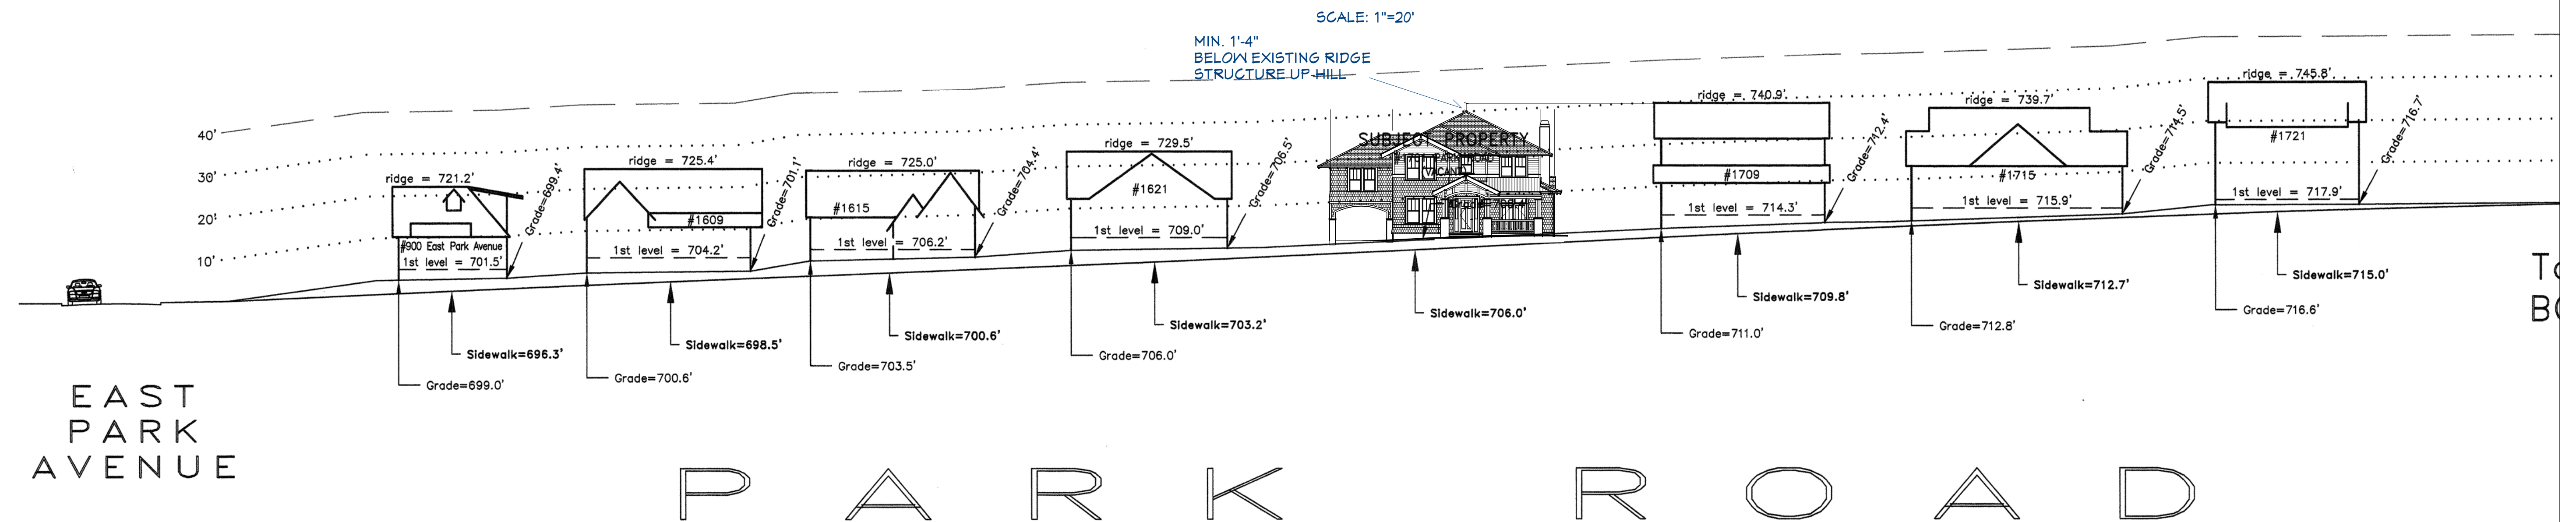 SCALE: 1"=20'
MIN. 1'-4"
BELOW EXISTING RIDGE
STRUCTURE UP-HILL
40'
30'
20'
10'
ridge = 721.2'
#900 East Park Avenue
1st level = 701.5'
Grade=699.4'
Sidewalk=696.3'
Grade=699.0'
ridge = 725.4'
#1609
1st level = 704.2'
Grade=701.1'
Sidewalk=698.5'
Grade=700.6'
ridge = 725.0'
#1615
1st level = 706.2'
Grade=704.4'
Sidewalk=700.6'
Grade=703.5'
ridge = 729.5'
#1621
1st level = 709.0'
Grade=706.5'
Sidewalk=703.2'
Grade=706.0'
SUBJECT PROPERTY
#1701 PARK ROAD
VACANT
Sidewalk=706.0'
ridge = 740.9'
#1709
1st level = 714.3'
Grade=712.4'
Sidewalk=709.8'
Grade=711.0'
ridge = 739.7'
#1715
1st level = 715.9'
Grade=714.5'
Sidewalk=712.7'
Grade=712.8'
ridge = 745.8'
#1721
1st level = 717.9'
Grade=716.7'
Sidewalk=715.0'
Grade=716.6'
EAST
PARK
AVENUE
PARK ROAD